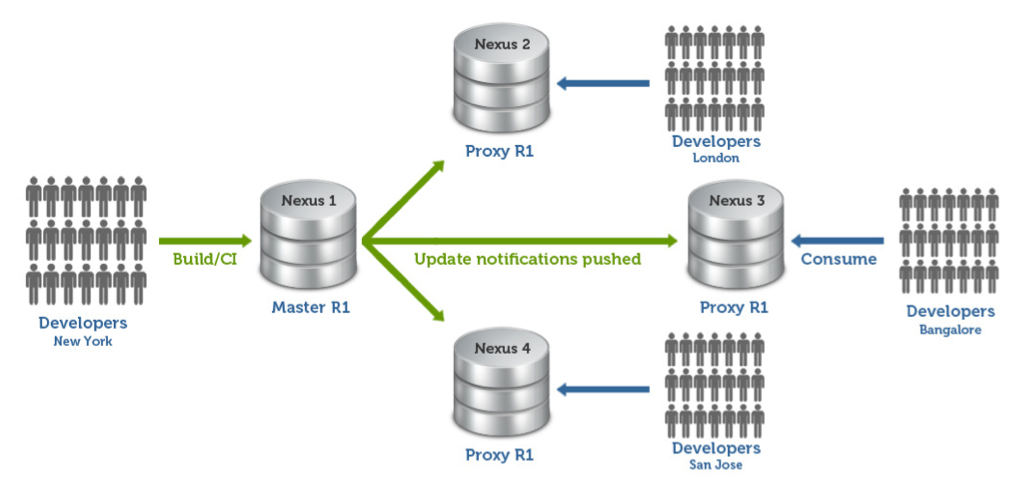 Nexus 2
Proxy R1
Developers
London
Nexus 1
Master R1
Build/CI
Developers
New York
Update notifications pushed
Nexus 3
Proxy R1
Consume
Developers
Bangalore
Nexus 4
Proxy R1
Developers
San Jose